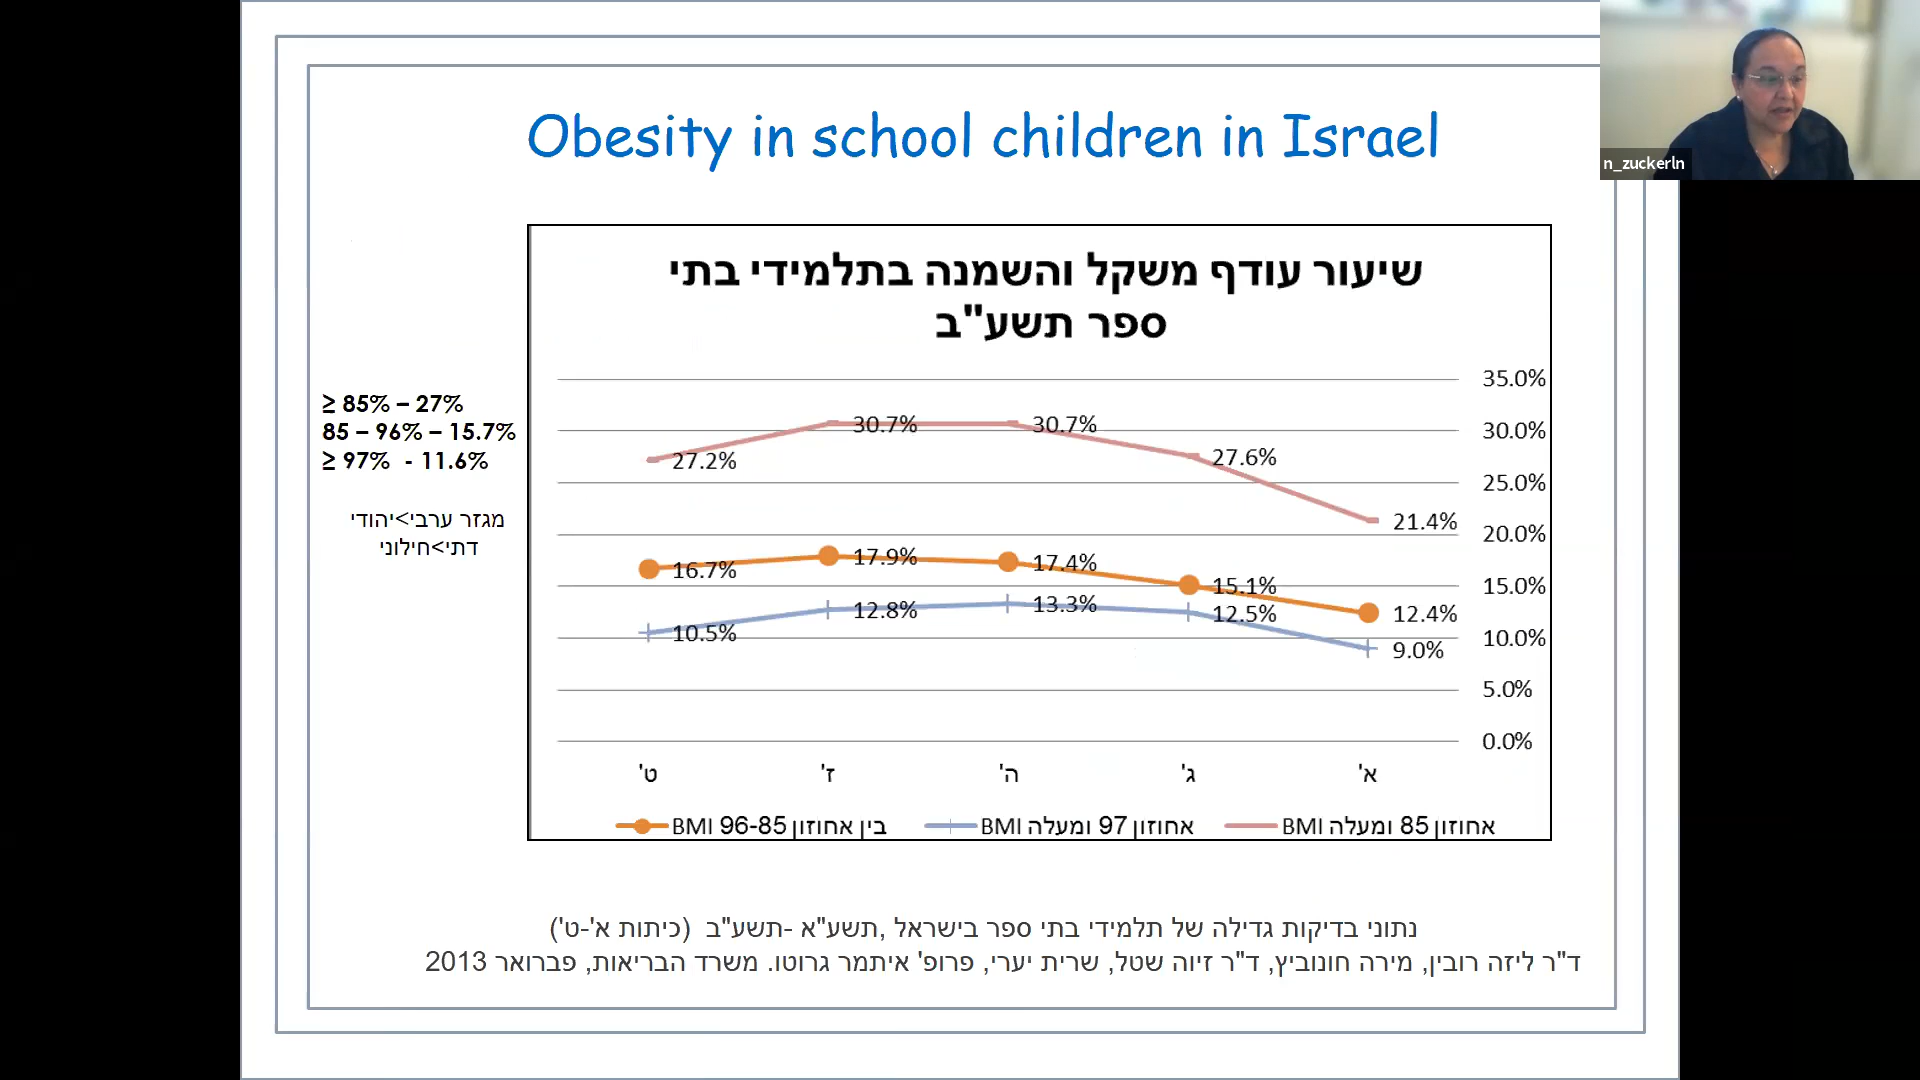 Obesity in school children in Israel
n_zuckerln
שיעור עודף משקל והשמנה בתלמידי בתי
ספר תשע"ב
≥ 85% – 27%
85 – 96% – 15.7%
≥ 97% - 11.6%
מגזר ערבי>יהודי
דתי>חילוני
35.0%
30.0%
25.0%
20.0%
15.0%
10.0%
5.0%
0.0%
27.2% 30.7% 30.7% 27.6% 21.4%
16.7% 17.9% 17.4% 15.1% 12.4%
10.5% 12.8% 13.3% 12.5% 9.0%
א' ג' ה' ז' ט'
אחוזון 85 ומעלה BMI אחוזון 97 ומעלה BMI בין אחוזון 96-85 BMI
נתוני בדיקות גדילה של תלמידי בתי ספר בישראל ,תשע"א -תשע"ב (כיתות א'-ט')
ד"ר ליזה רובין, מירה חונוביץ, ד"ר זיוה שטל, שרית יערי, פרופ' איתמר גרוטו. משרד הבריאות, פברואר 2013